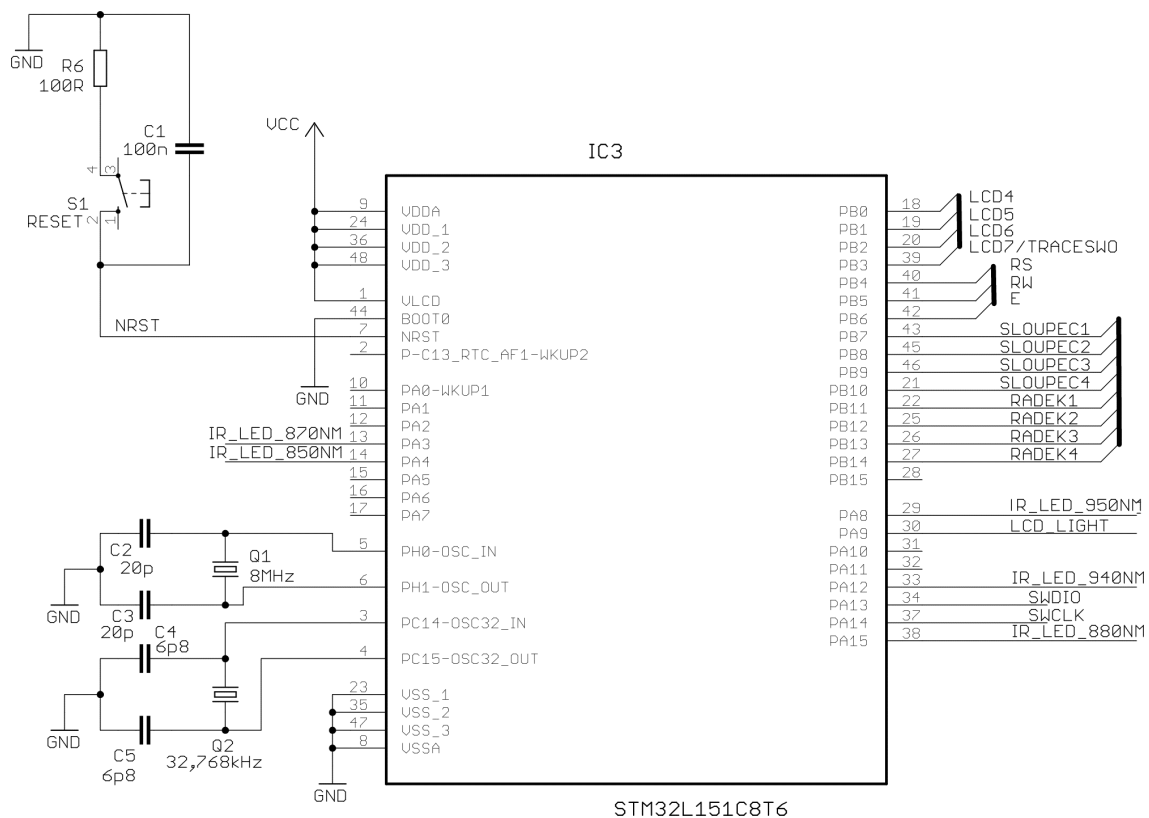 GND
R6
100R
C1
100n
4
3
S1
RESET
2
1
NRST
VCC
IC3
9 VDDA
24 VDD_1
36 VDD_2
48 VDD_3
1 VLCD
44 BOOT0
7 NRST
2 P-C13_RTC_AF1-WKUP2
GND
10 PA0-WKUP1
11 PA1
12 PA2
IR_LED_870NM 13 PA3
IR_LED_850NM 14 PA4
15 PA5
16 PA6
17 PA7
5 PH0-OSC_IN
6 PH1-OSC_OUT
3 PC14-OSC32_IN
4 PC15-OSC32_OUT
23 VSS_1
35 VSS_2
47 VSS_3
8 VSSA
GND
C2
20p
Q1
8MHz
GND
C3
20p
C4
6p8
GND
C5
6p8
Q2
32,768kHz
PB0 18 LCD4
PB1 19 LCD5
PB2 20 LCD6
PB3 39 LCD7/TRACESWO
PB4 40 RS
PB5 41 RW
PB6 42 E
PB7 43 SLOUPEC1
PB8 45 SLOUPEC2
PB9 46 SLOUPEC3
PB10 21 SLOUPEC4
PB11 22 RADEK1
PB12 25 RADEK2
PB13 26 RADEK3
PB14 27 RADEK4
PB15 28
PA8 29 IR_LED_950NM
PA9 30 LCD_LIGHT
PA10 31
PA11 32
PA12 33 IR_LED_940NM
PA13 34 SWDIO
PA14 37 SWCLK
PA15 38 IR_LED_880NM
STM32L151C8T6